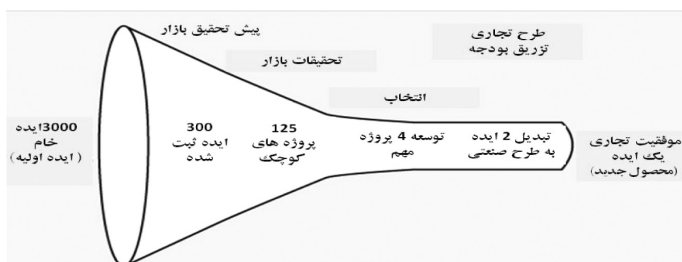 پیش تحقیق بازار
تحقیقات بازار
طرح تجاری
تزریق بودجه
انتخاب
3000ایده
خام
(ایده اولیه)
300
ایده ثبت
شده
125
پروژه های
کوچک
توسعه 4 پروژه
مهم
تبدیل 2 ایده
به طرح صنعتی
موفقیت تجاری
یک ایده
(محصول جدید)